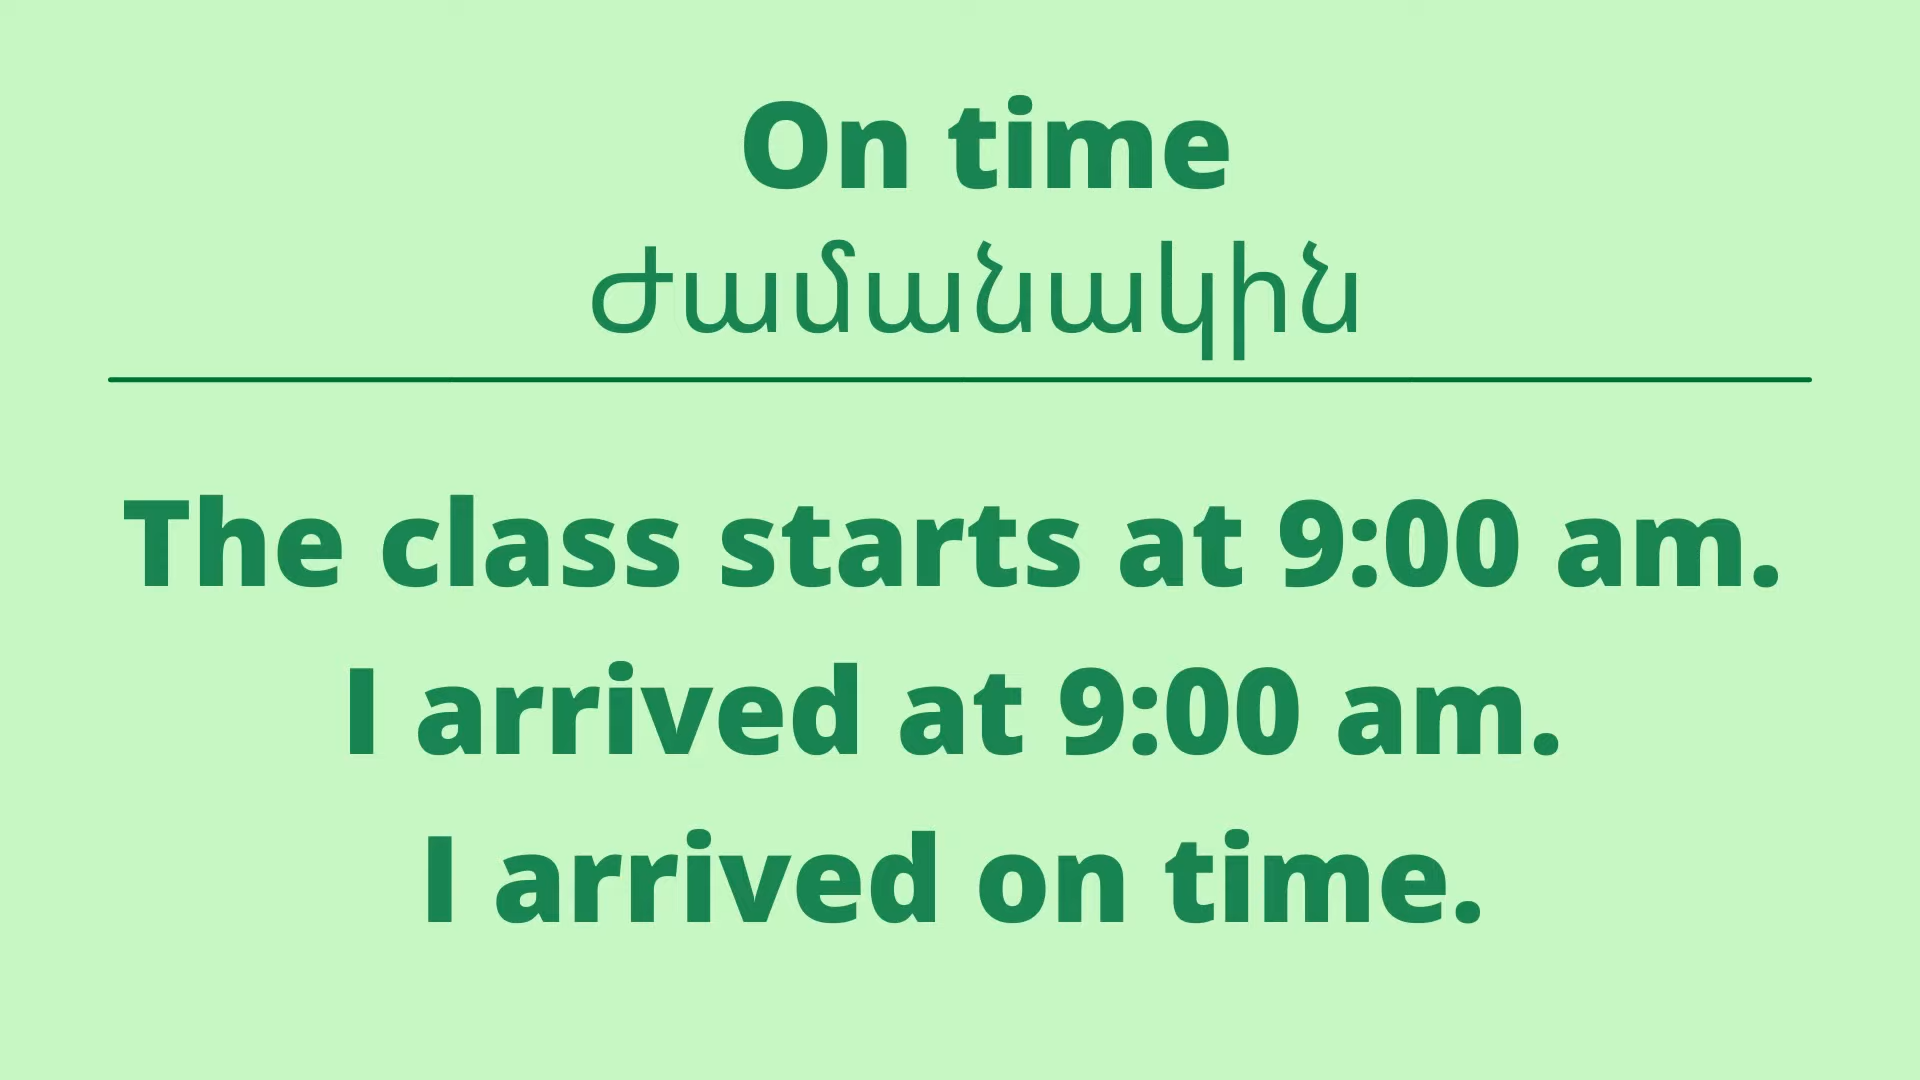 On time
Ժամանակին
The class starts at 9:00 am.
I arrived at 9:00 am.
I arrived on time.